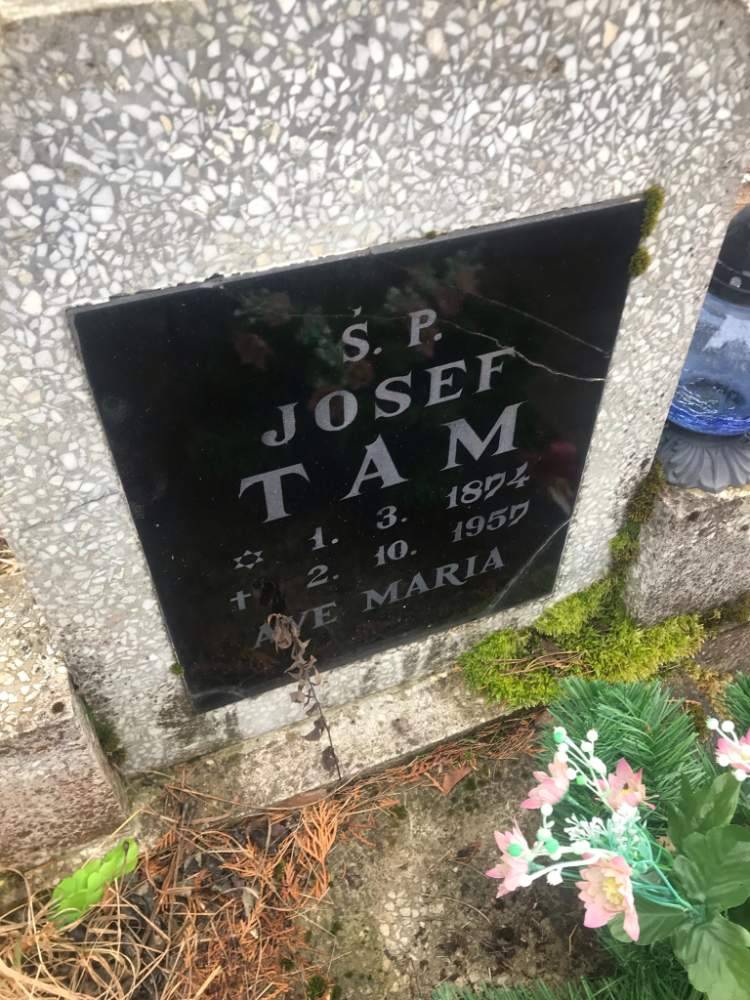 Ś. P.
JOSEF
TAM
✡ 1. 3. 1874
† 2. 10. 1957
AVE MARIA